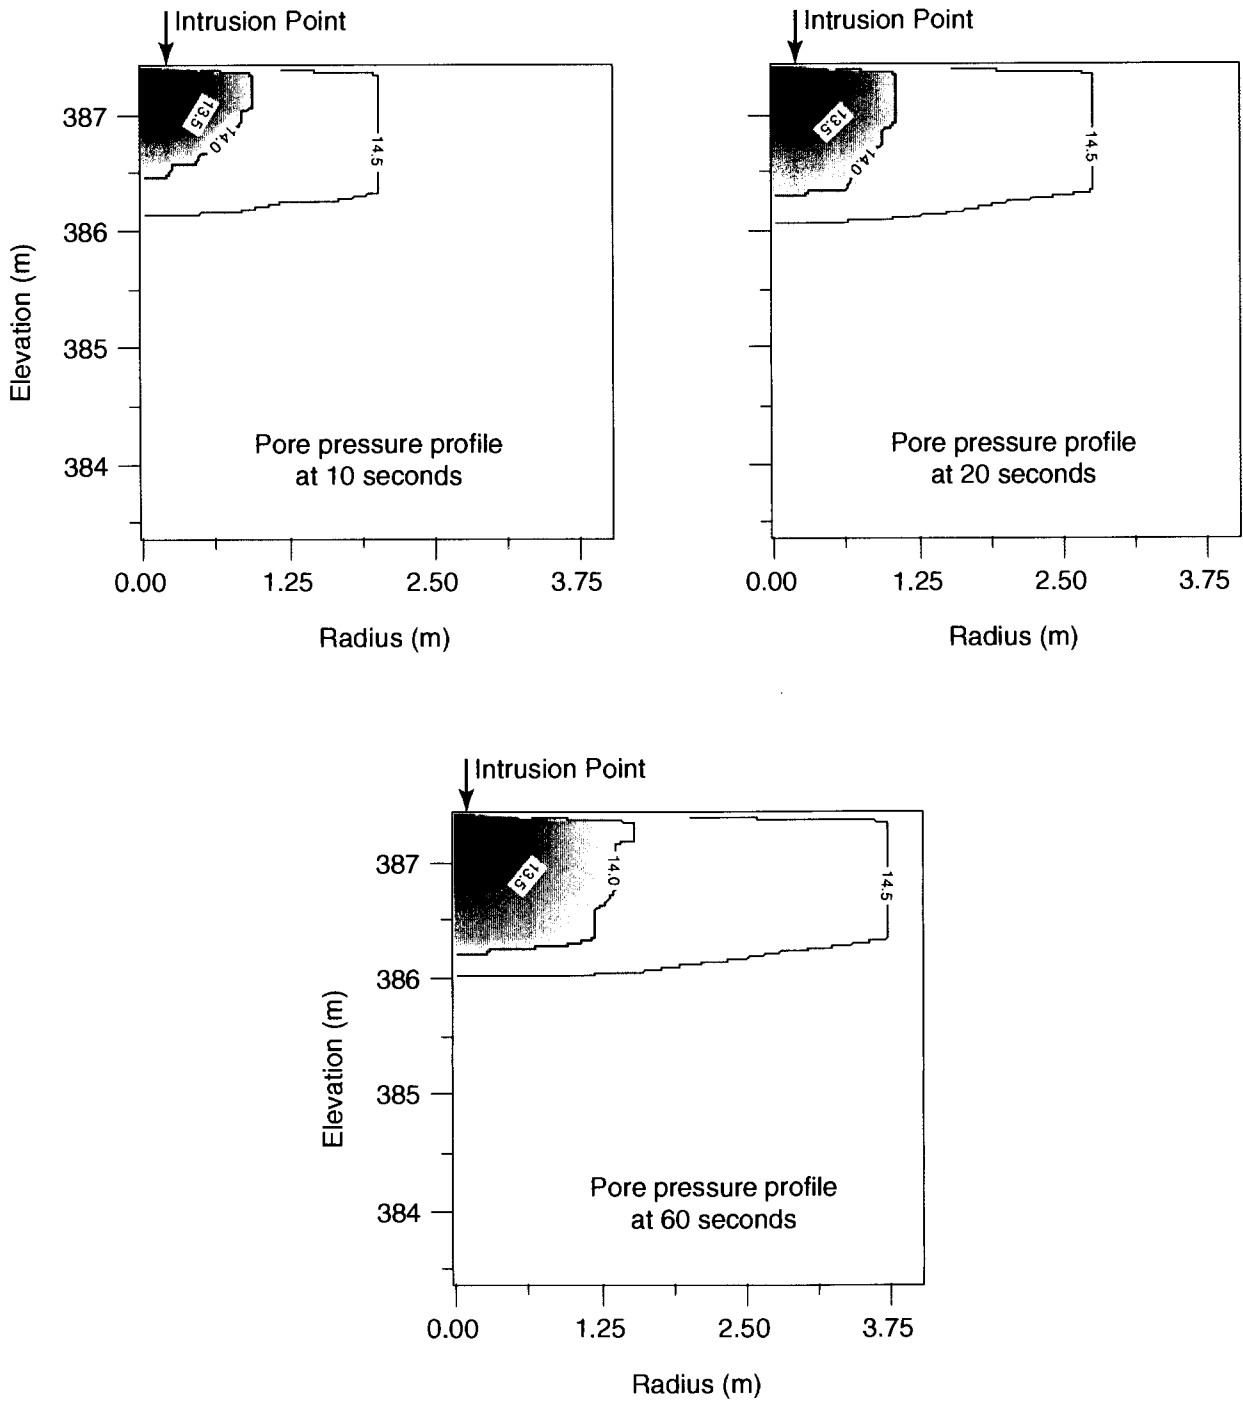 Intrusion Point
387
386
385
384
Elevation (m)
13.5
14.0
14.5
Pore pressure profile
at 10 seconds
0.00 1.25 2.50 3.75
Radius (m)
Intrusion Point
13.5
14.0
14.5
Pore pressure profile
at 20 seconds
0.00 1.25 2.50 3.75
Radius (m)
Intrusion Point
387
386
385
384
Elevation (m)
13.5
14.0
14.5
Pore pressure profile
at 60 seconds
0.00 1.25 2.50 3.75
Radius (m)